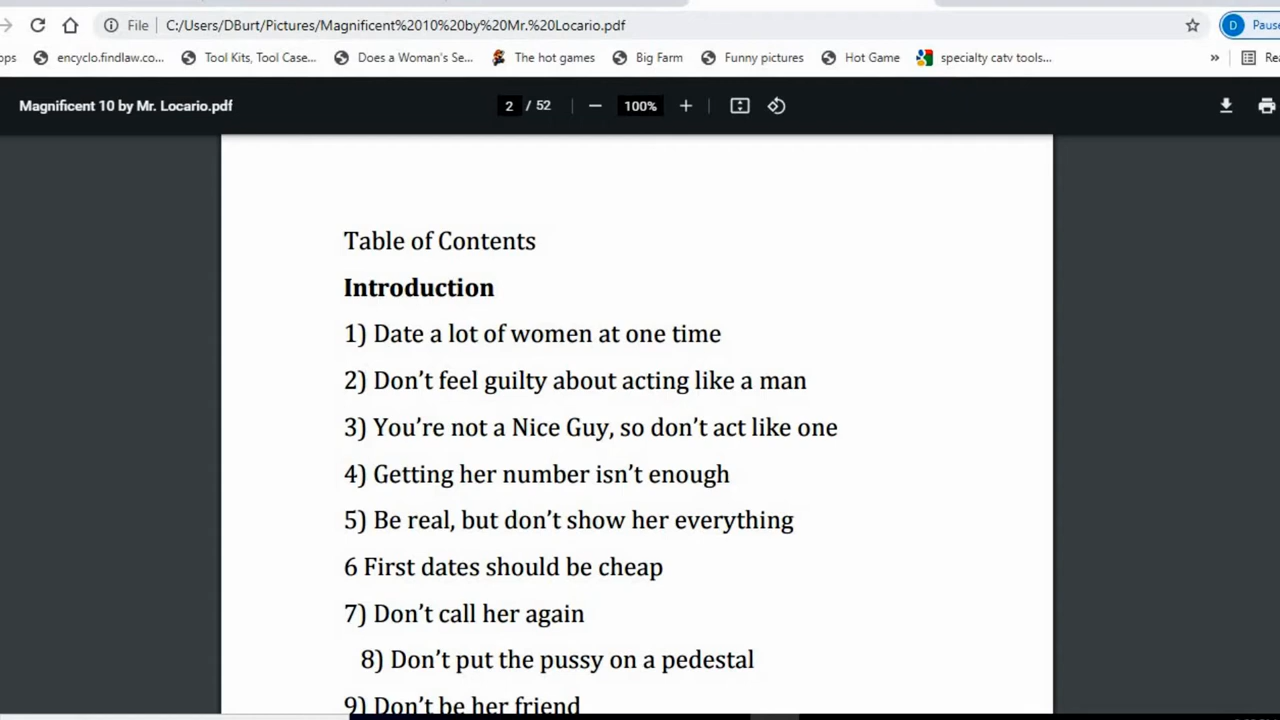 File C:/Users/DBurt/Pictures/Magnificent%2010%20by%20Mr.%20Locario.pdf D
encyclo.findlaw.co... Tool Kits, Tool Case... Does a Woman's Se... The hot games Big Farm Funny pictures Hot Game specialty catv tools... »
Magnificent 10 by Mr. Locario.pdf 2 / 52 — 100% +
Table of Contents
Introduction
1) Date a lot of women at one time
2) Don't feel guilty about acting like a man
3) You're not a Nice Guy, so don't act like one
4) Getting her number isn't enough
5) Be real, but don't show her everything
6 First dates should be cheap
7) Don't call her again
8) Don't put the pussy on a pedestal
9) Don't be her friend